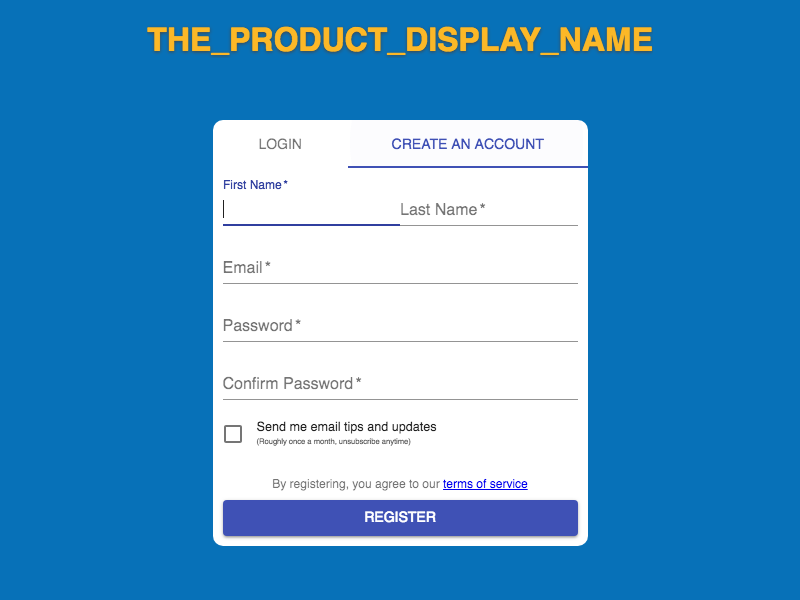 THE_PRODUCT_DISPLAY_NAME
LOGIN
CREATE AN ACCOUNT
First Name *
Last Name *
Email *
Password *
Confirm Password *
Send me email tips and updates
(Roughly once a month, unsubscribe anytime)
By registering, you agree to our terms of service
REGISTER